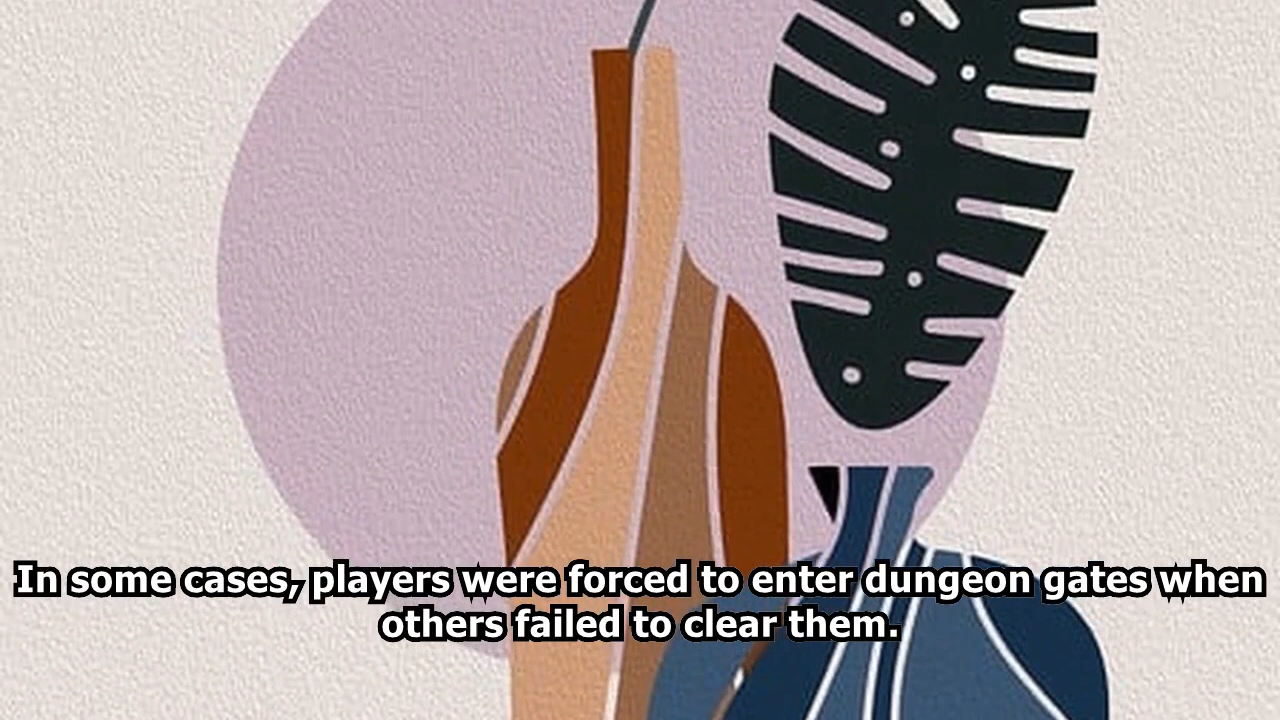 In some cases, players were forced to enter dungeon gates when
others failed to clear them.